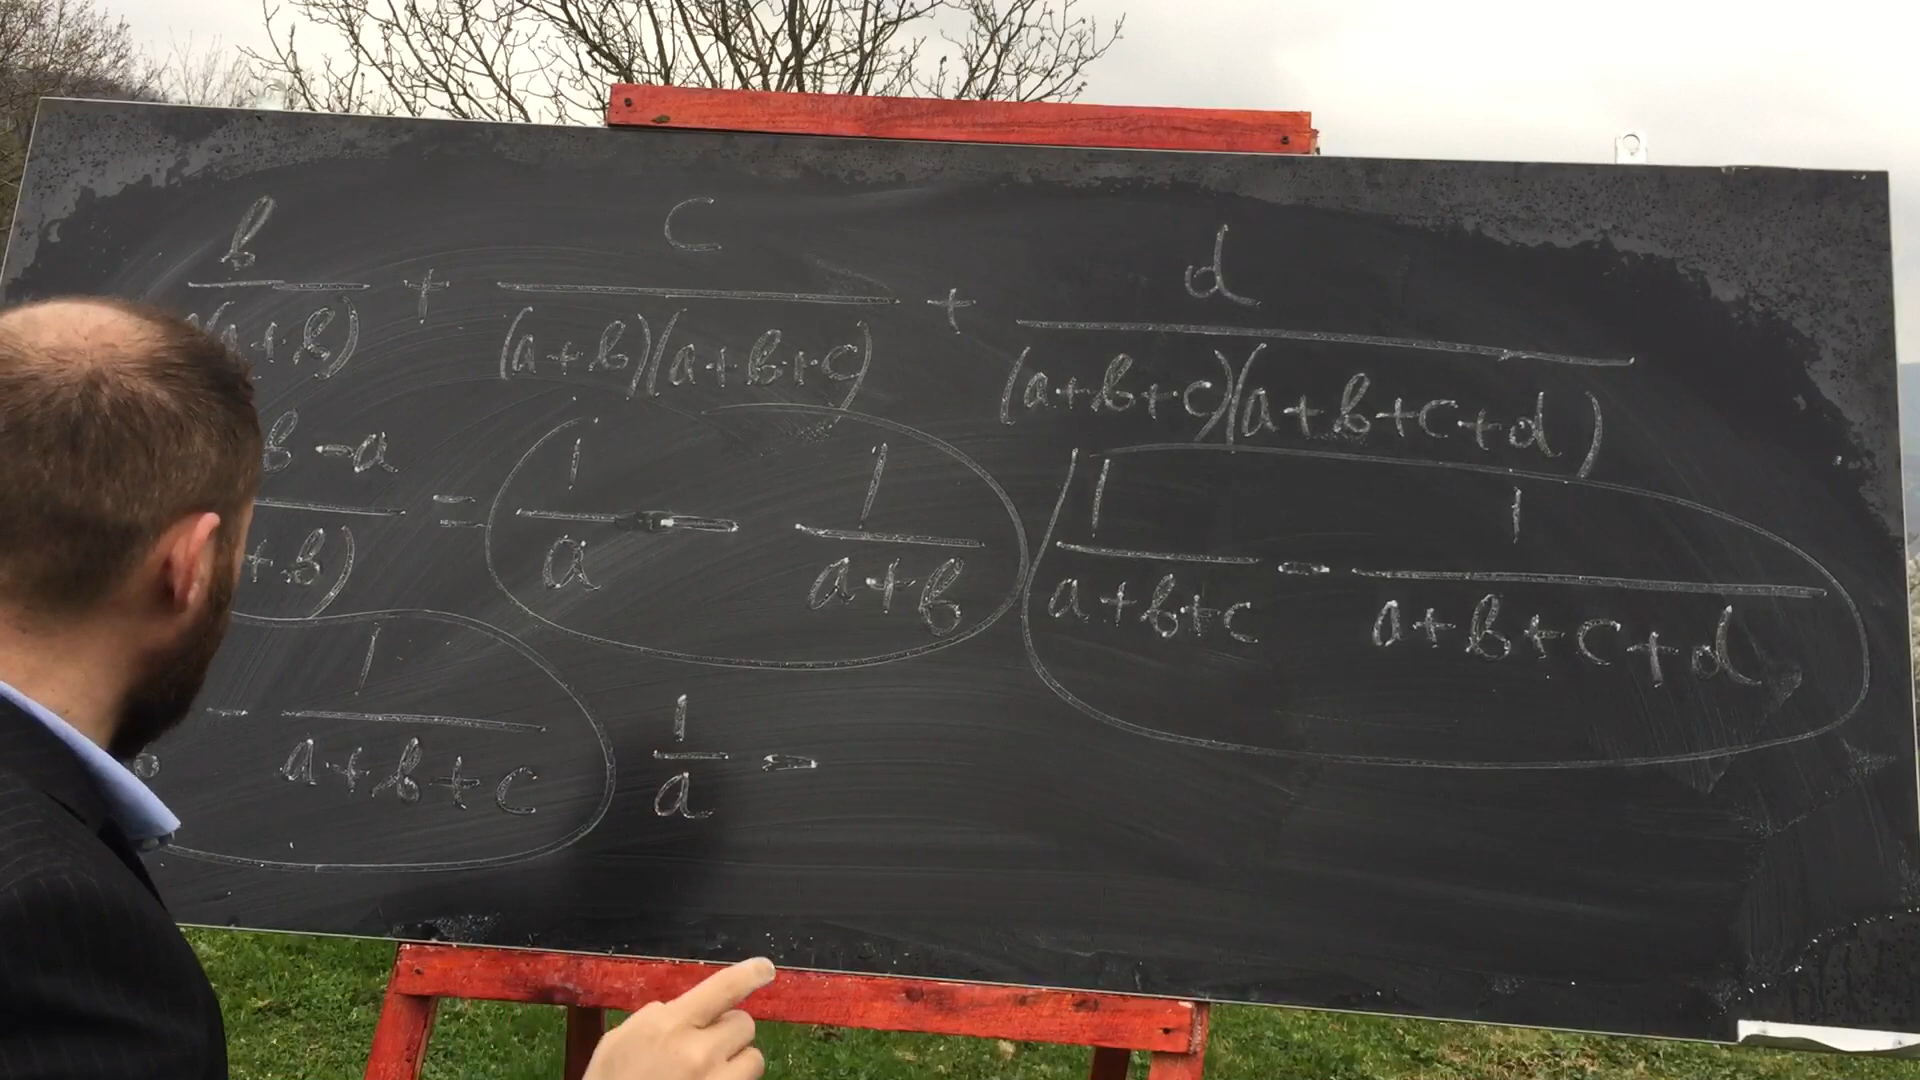 b/(a+b) + c/(a+b)(a+b+c) + d/(a+b+c)(a+b+c+d)
b-a/+b) = 1/a - 1/a+b 1/a+b+c - 1/a+b+c+d
- 1/a+b+c 1/a -